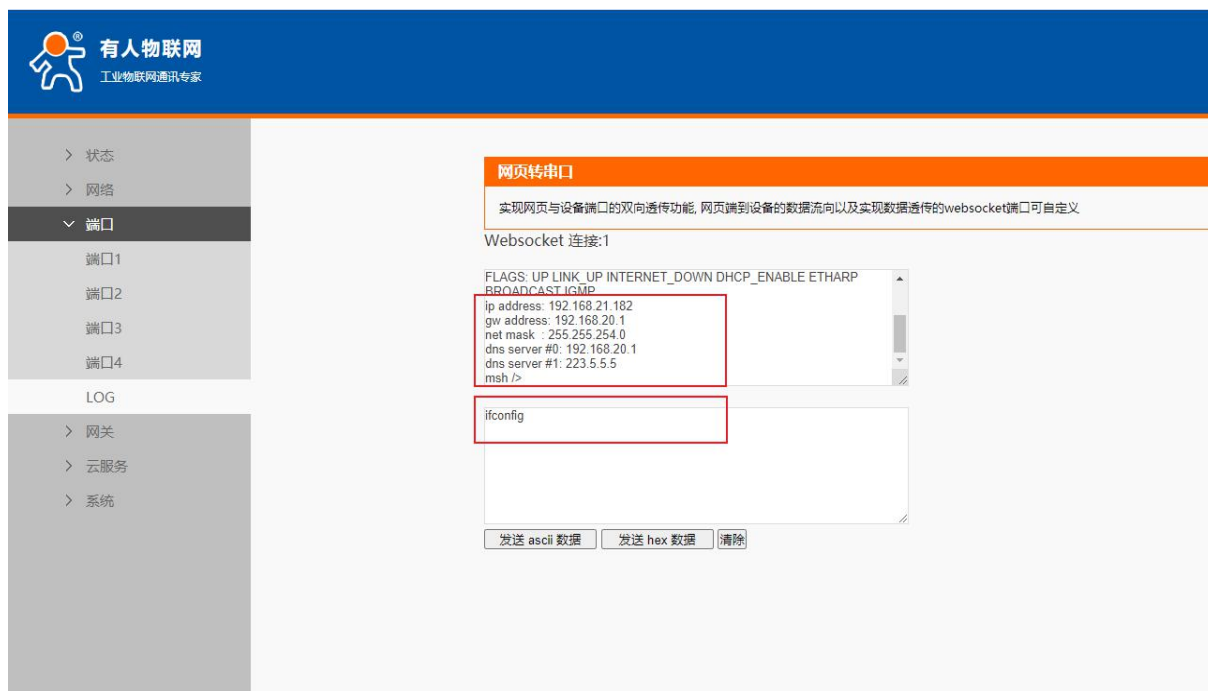 有人物联网
®
工业物联网通讯专家
状态
网络
端口
端口1
端口2
端口3
端口4
LOG
网关
云服务
系统
网页转串口
实现网页与设备端口的双向透传功能, 网页端到设备的数据流向以及实现数据透传的websocket端口可自定义
Websocket 连接:1
FLAGS: UP LINK_UP INTERNET_DOWN DHCP_ENABLE ETHARP
BROADCAST IGMP
ip address: 192.168.21.182
gw address: 192.168.20.1
net mask : 255.255.254.0
dns server #0: 192.168.20.1
dns server #1: 223.5.5.5
msh />
ifconfig
发送 ascii 数据 发送 hex 数据 清除